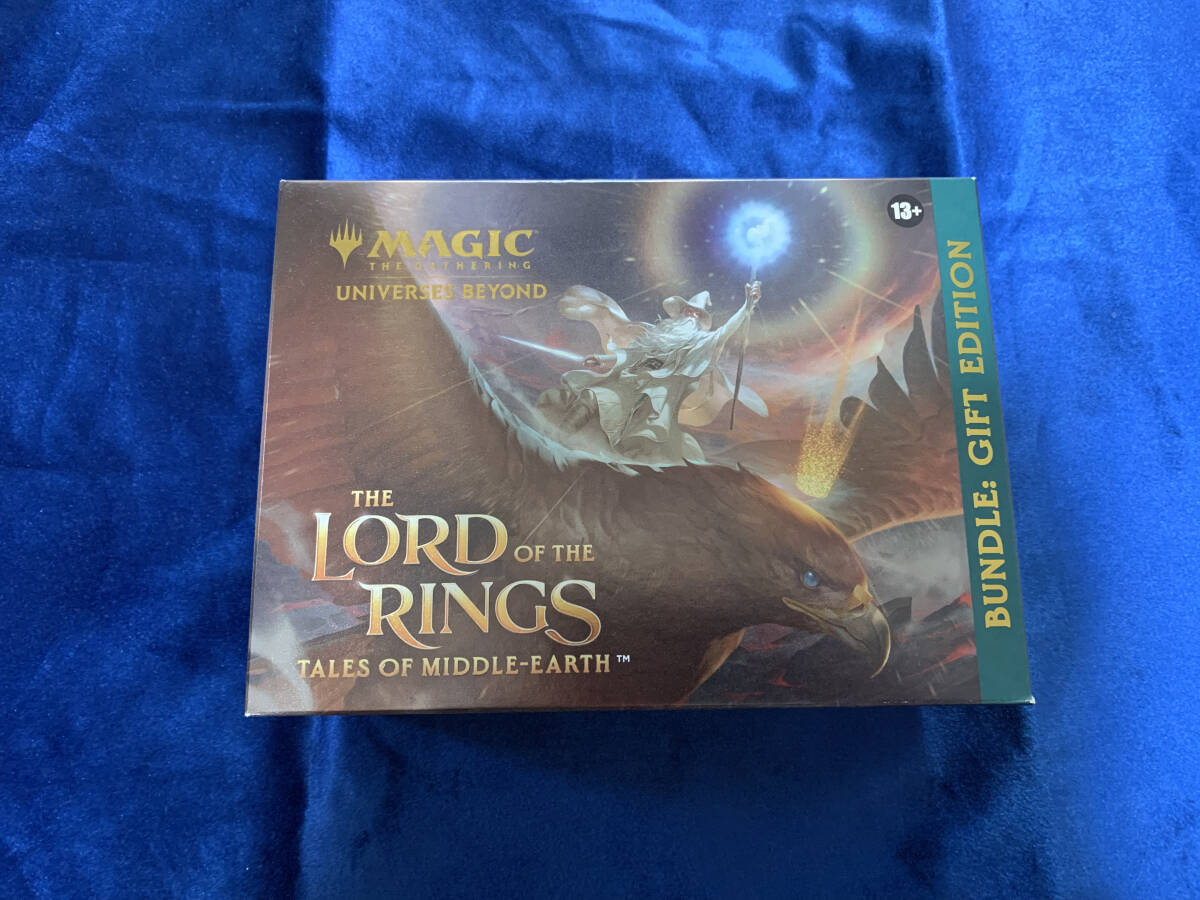 MAGIC
THE GATHERING
UNIVERSES BEYOND
13+
THE
LORD OF THE
RINGS
TALES OF MIDDLE-EARTH™
BUNDLE: GIFT EDITION